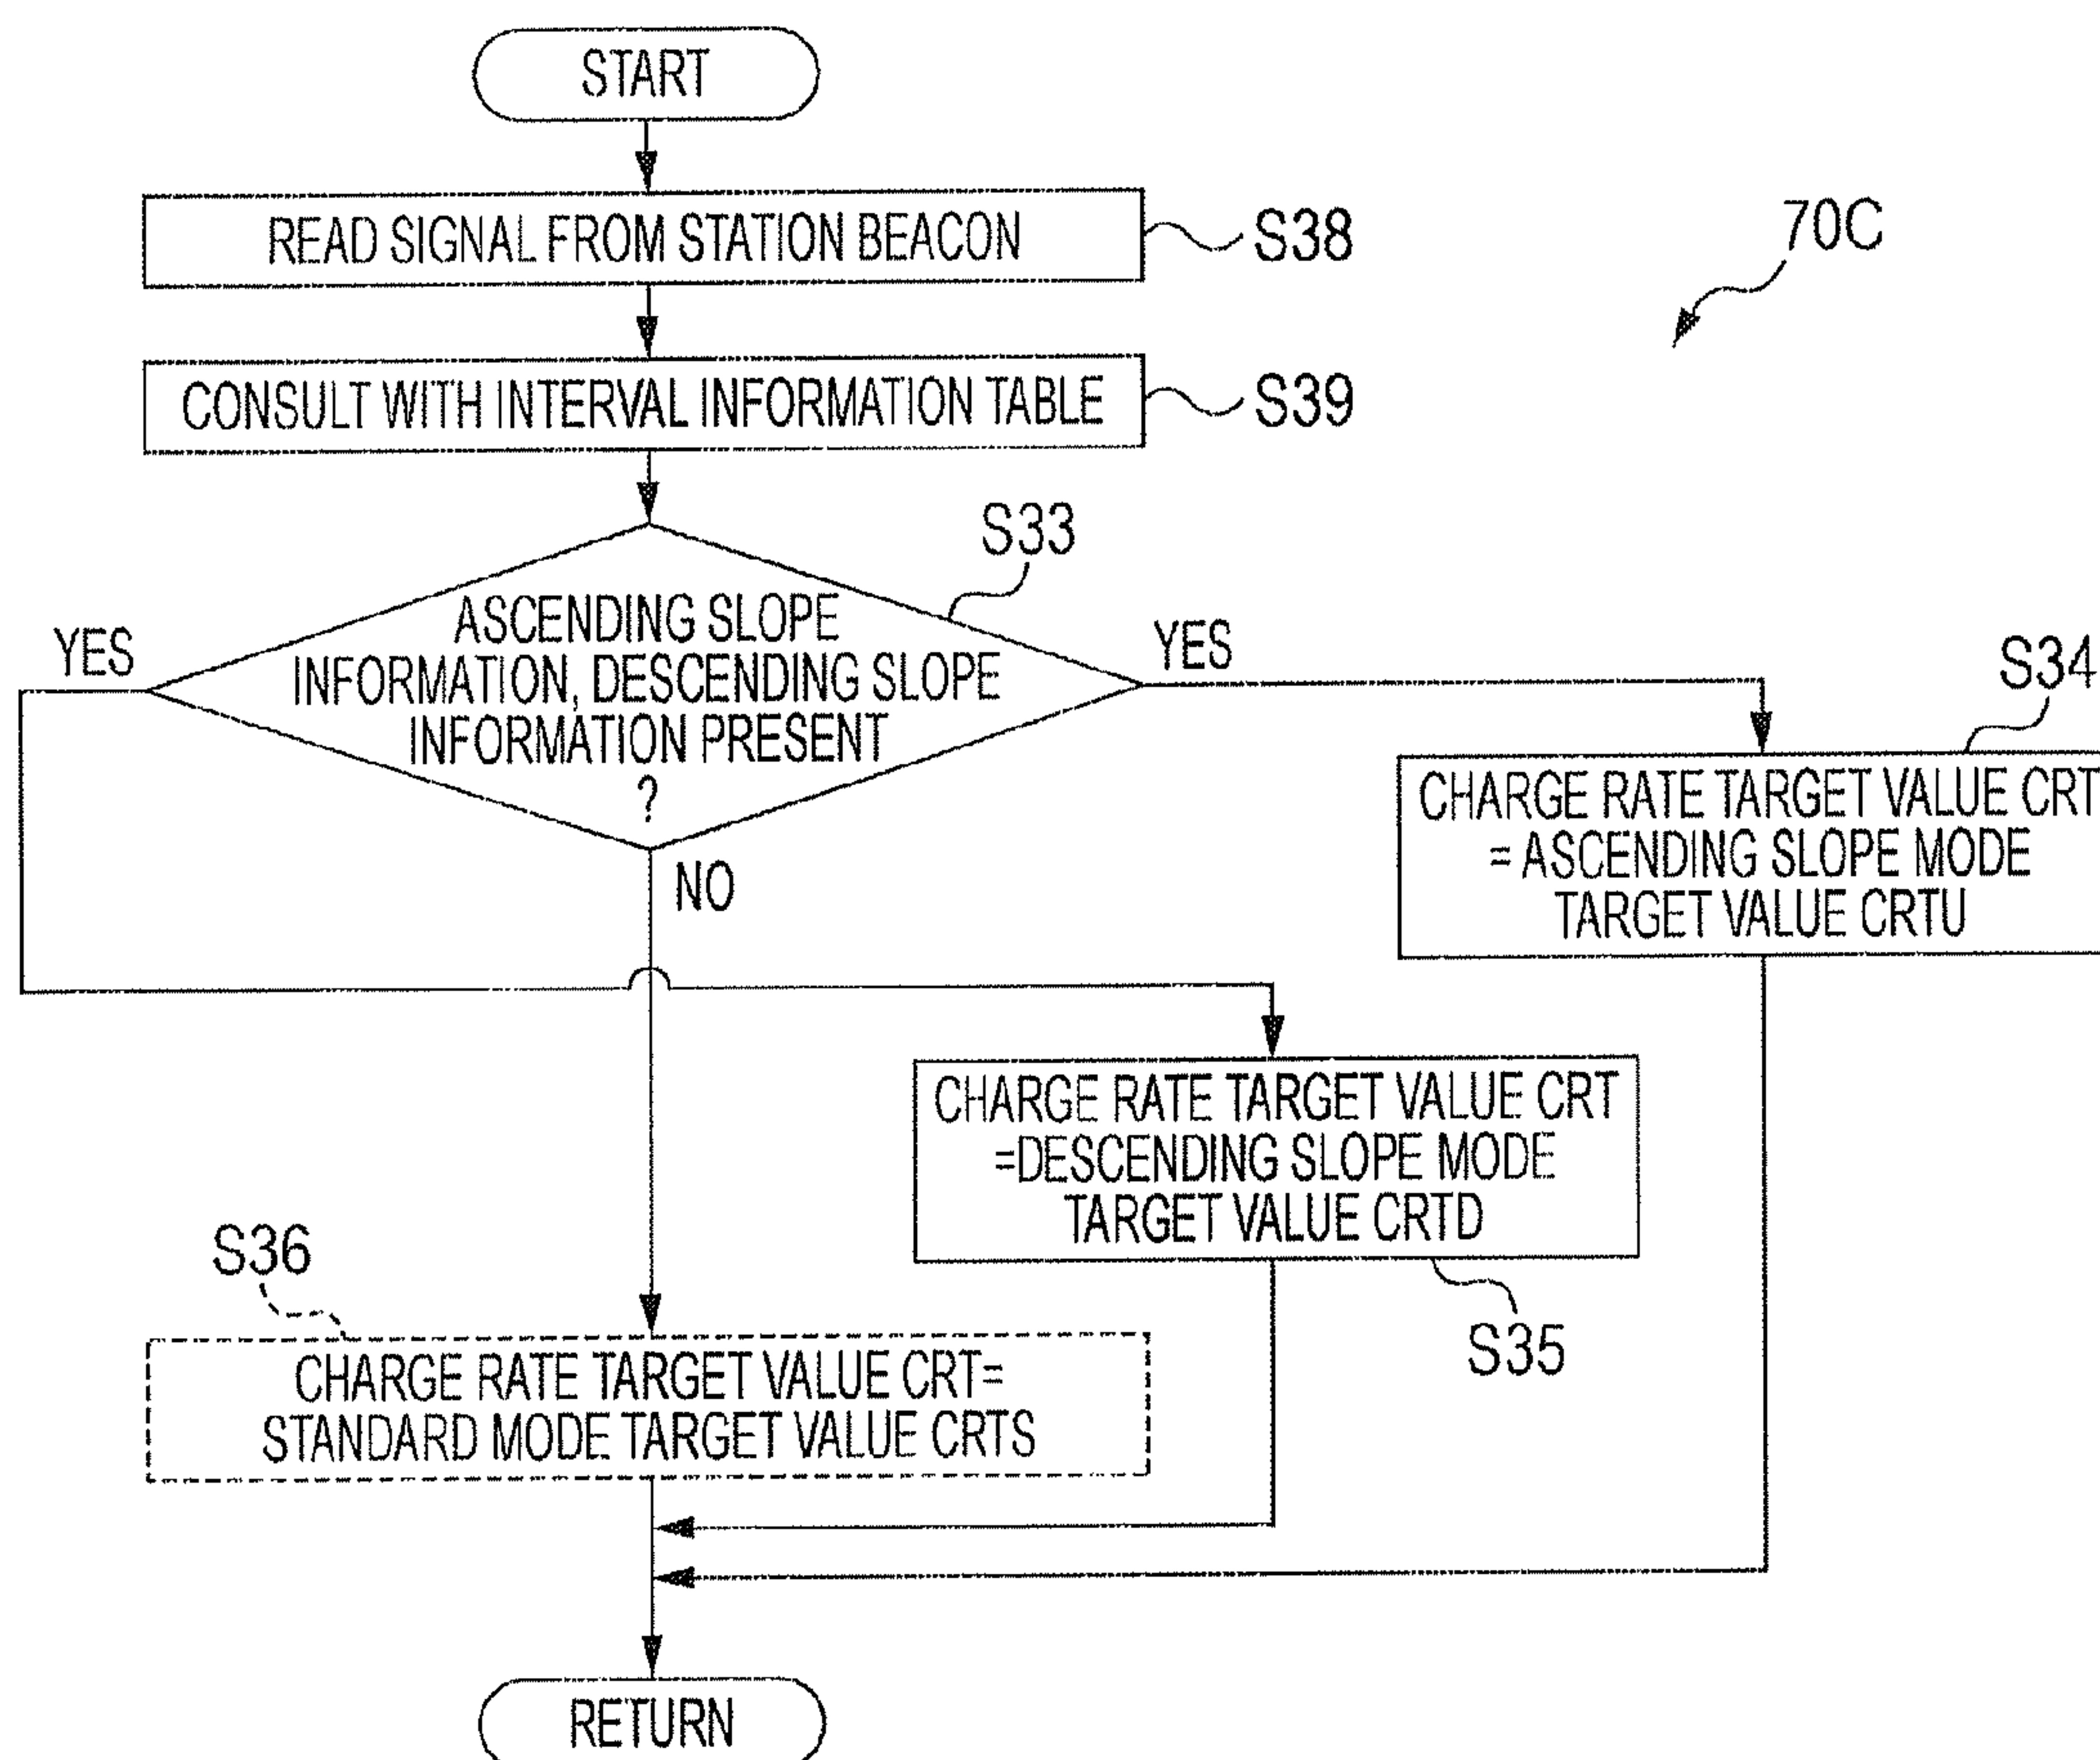 START
READ SIGNAL FROM STATION BEACON
S38
70C
CONSULT WITH INTERVAL INFORMATION TABLE
S39
S33
ASCENDING SLOPE
INFORMATION, DESCENDING SLOPE
INFORMATION PRESENT
?
YES
YES
NO
S34
CHARGE RATE TARGET VALUE CRT
= ASCENDING SLOPE MODE
TARGET VALUE CRTU
CHARGE RATE TARGET VALUE CRT
=DESCENDING SLOPE MODE
TARGET VALUE CRTD
S35
S36
CHARGE RATE TARGET VALUE CRT=
STANDARD MODE TARGET VALUE CRTS
RETURN